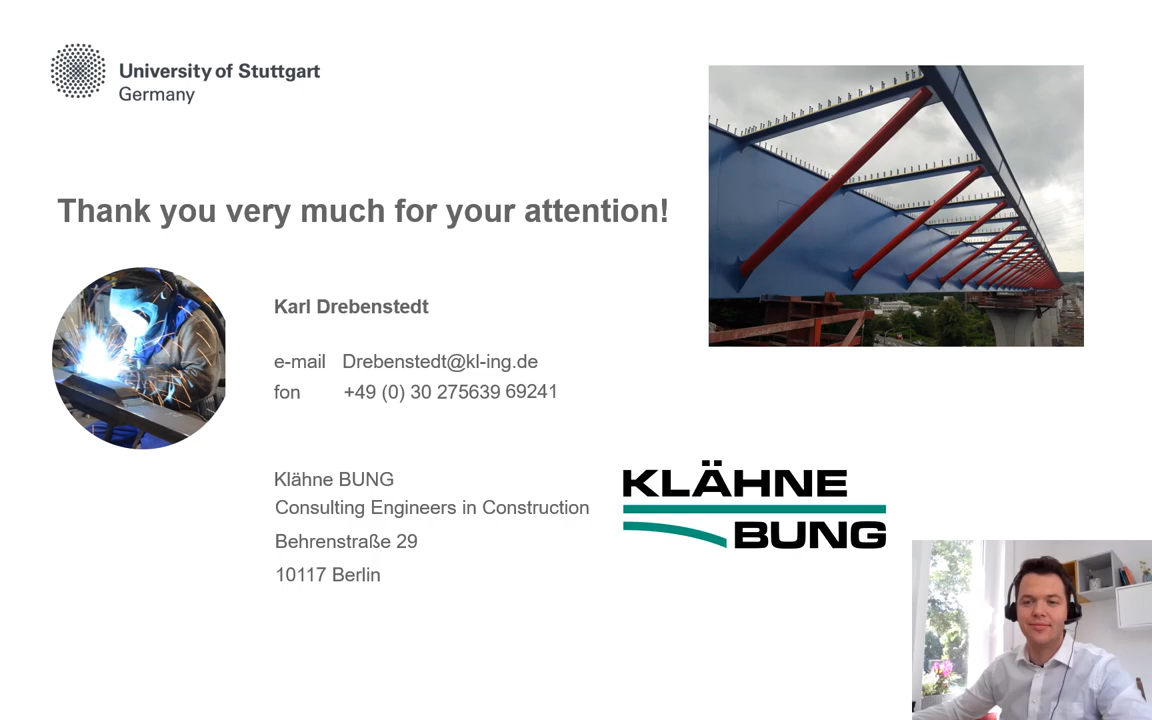 University of Stuttgart
Germany
Thank you very much for your attention!
Karl Drebenstedt
e-mail Drebenstedt@kl-ing.de
fon +49 (0) 30 275639 69241
Klähne BUNG
Consulting Engineers in Construction
Behrenstraße 29
10117 Berlin
KLÄHNE
BUNG